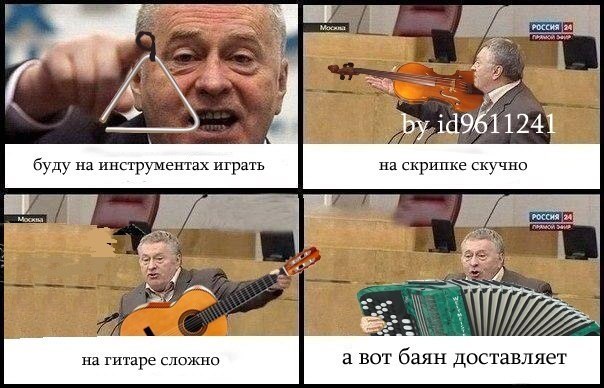 буду на инструментах играть
Москва
РОССИЯ 24
ПРЯМОЙ ЭФИР
by id9611241
на скрипке скучно
Москва
на гитаре сложно
РОССИЯ 24
ПРЯМОЙ ЭФИР
а вот баян доставляет